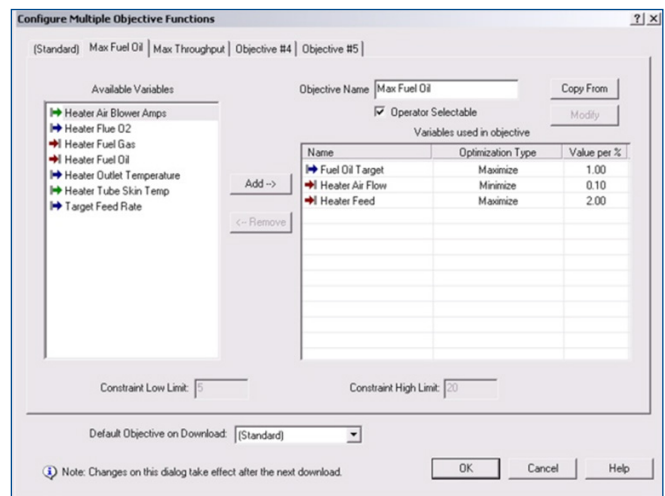 Configure Multiple Objective Functions
(Standard) Max Fuel Oil Max Throughput Objective #4 Objective #5
Available Variables
Heater Air Blower Amps
Heater Flue O2
Heater Fuel Gas
Heater Fuel Oil
Heater Outlet Temperature
Heater Tube Skin Temp
Target Feed Rate
Add -->
<-- Remove
Objective Name Max Fuel Oil
Copy From
Operator Selectable
Modify
Variables used in objective
Name Optimization Type Value per %
Fuel Oil Target Maximize 1.00
Heater Air Flow Minimize 0.10
Heater Feed Maximize 2.00
Constraint Low Limit: 5
Constraint High Limit: 20
Default Objective on Download: (Standard)
Note: Changes on this dialog take effect after the next download.
OK Cancel Help